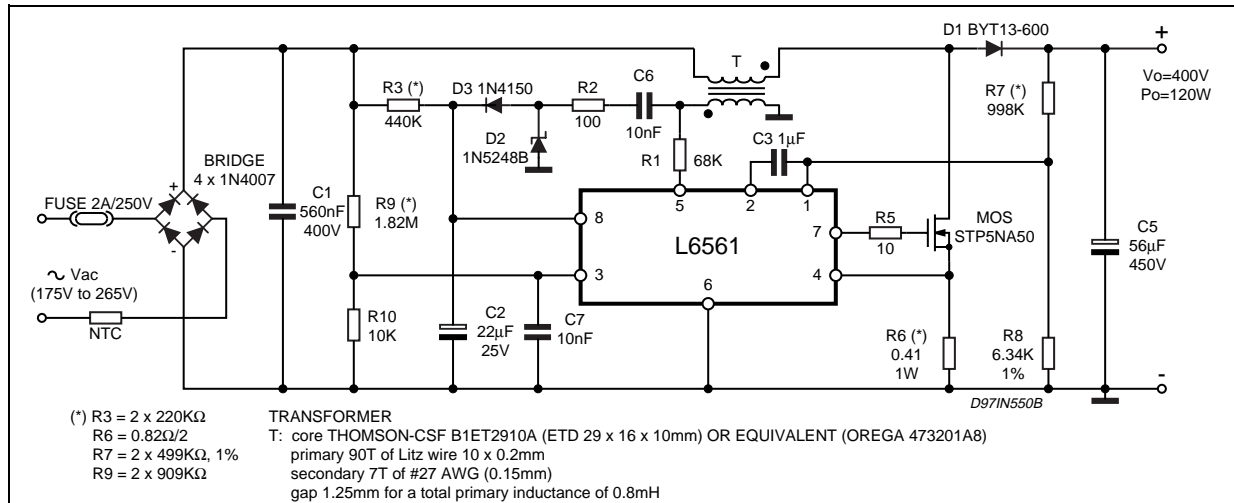 D1 BYT13-600
+
T
C6
Vo=400V
Po=120W
R3 (*)
D3 1N4150
R2
R7 (*)
998K
440K
100
10nF
C3 1µF
D2
1N5248B
R1
68K
BRIDGE
4 x 1N4007
+
-
FUSE 2A/250V
C1
560nF
400V
R9 (*)
1.82M
5
2
1
8
7
R5
10
MOS
STP5NA50
C5
56µF
450V
L6561
3
4
6
∼ Vac
(175V to 265V)
NTC
R10
10K
C2
22µF
25V
C7
10nF
R6 (*)
0.41
1W
R8
6.34K
1%
-
D97IN550B
(*) R3 = 2 x 220KΩ
R6 = 0.82Ω/2
R7 = 2 x 499KΩ, 1%
R9 = 2 x 909KΩ
TRANSFORMER
T: core THOMSON-CSF B1ET2910A (ETD 29 x 16 x 10mm) OR EQUIVALENT (OREGA 473201A8)
primary 90T of Litz wire 10 x 0.2mm
secondary 7T of #27 AWG (0.15mm)
gap 1.25mm for a total primary inductance of 0.8mH